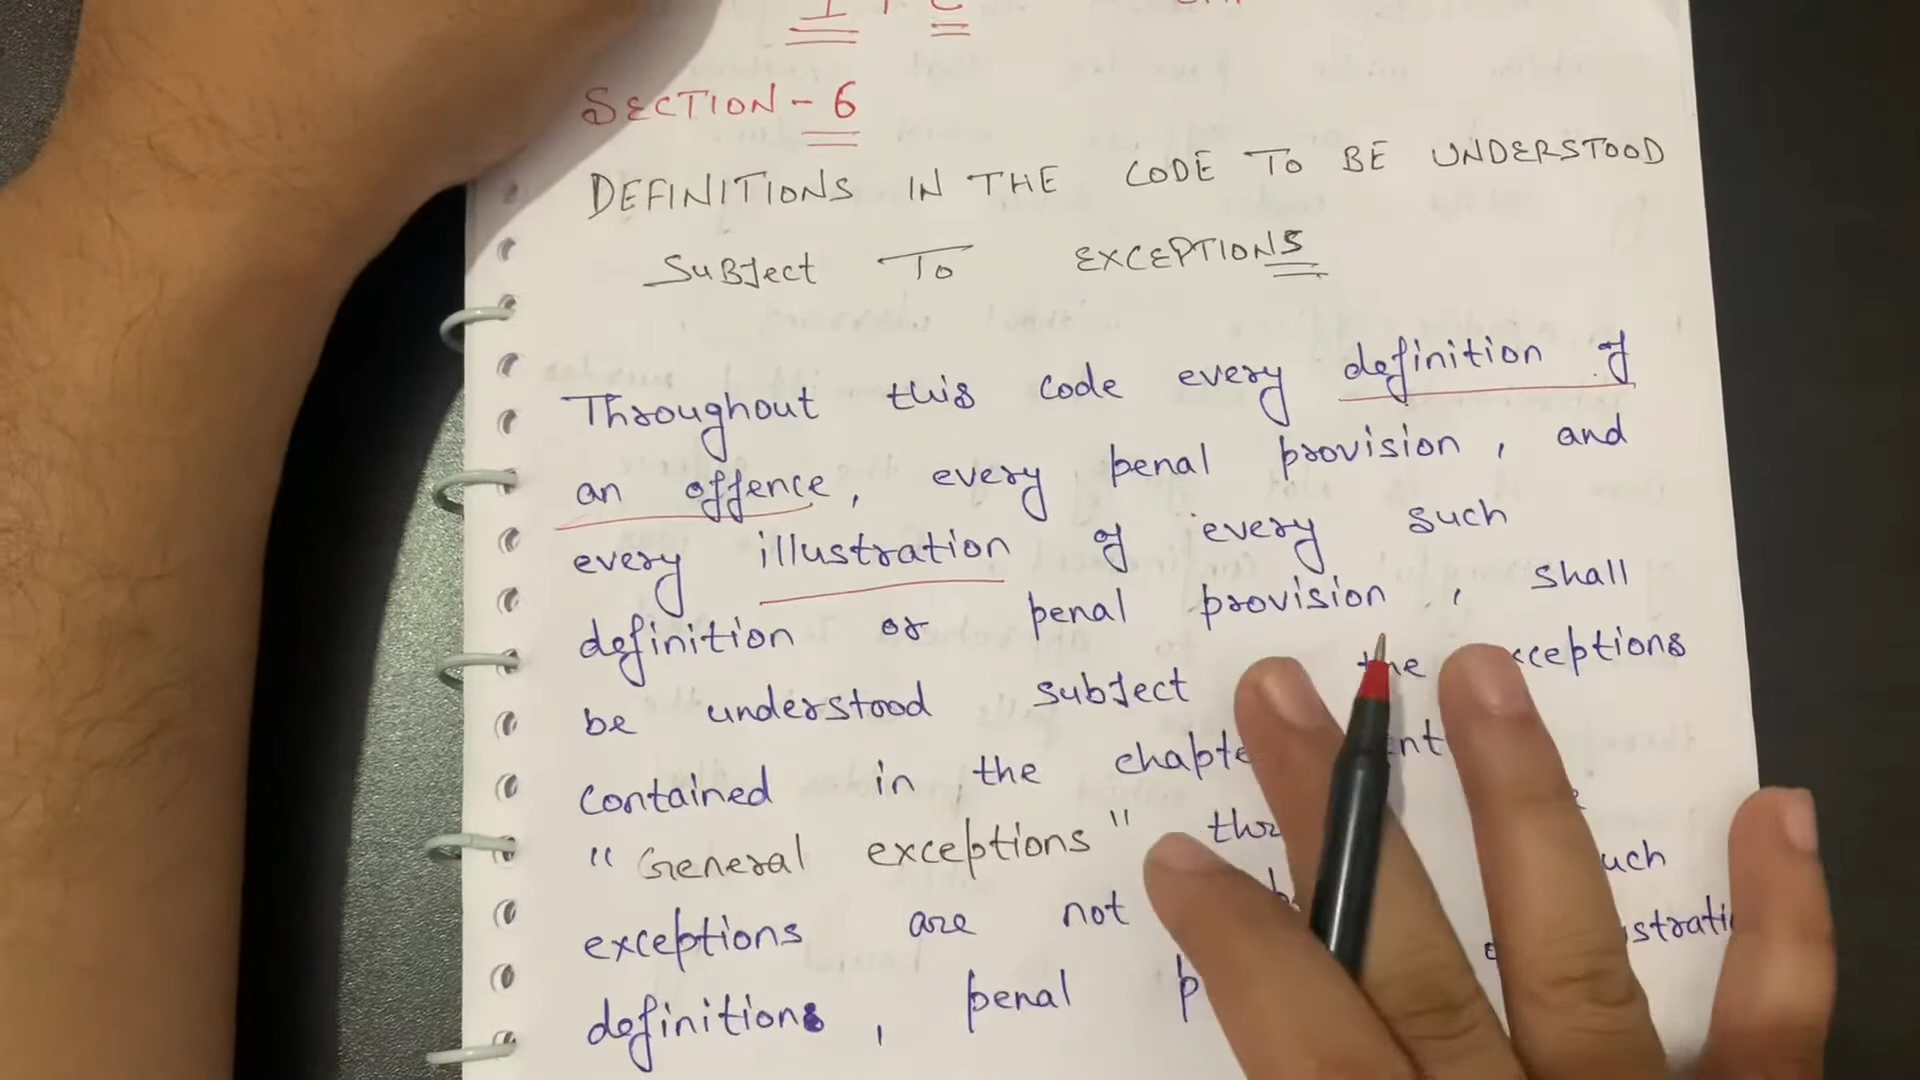 SECTION - 6
DEFINITIONS IN THE CODE TO BE UNDERSTOOD
SUBJECT TO EXCEPTIONS
Throughout this code every definition of
an offence, every penal provision, and
every illustration of every such
definition or penal provision, shall
be understood subject the exceptions
contained in the
"General exceptions"
exceptions are not
definitions, penal